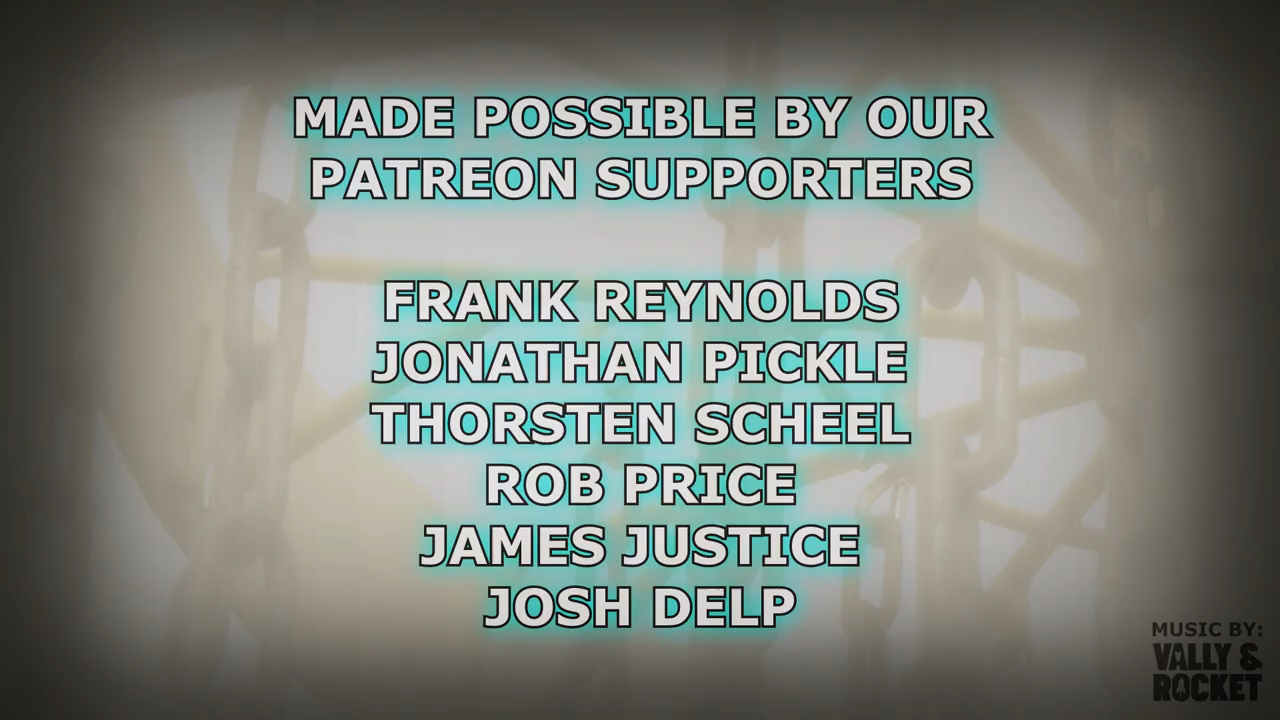 MADE POSSIBLE BY OUR
PATREON SUPPORTERS
FRANK REYNOLDS
JONATHAN PICKLE
THORSTEN SCHEEL
ROB PRICE
JAMES JUSTICE
JOSH DELP
MUSIC BY:
VALLY &
ROCKET